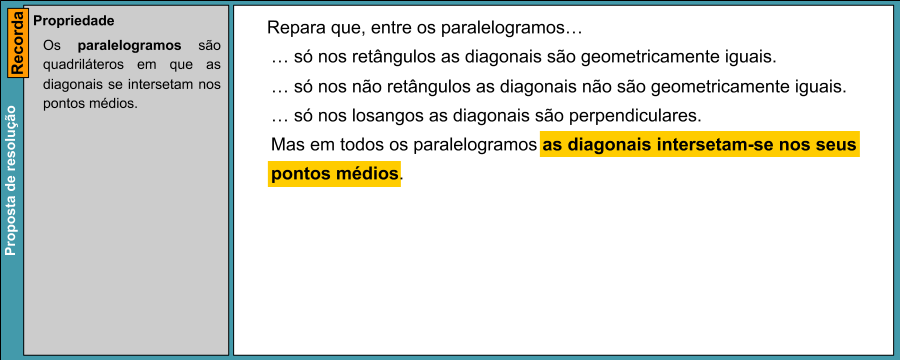 Recorda
Proposta de resolução
Propriedade
Os paralelogramos são
quadriláteros em que as
diagonais se intersetam nos
pontos médios.
Repara que, entre os paralelogramos…
… só nos retângulos as diagonais são geometricamente iguais.
… só nos não retângulos as diagonais não são geometricamente iguais.
… só nos losangos as diagonais são perpendiculares.
Mas em todos os paralelogramos as diagonais intersetam-se nos seus
pontos médios.